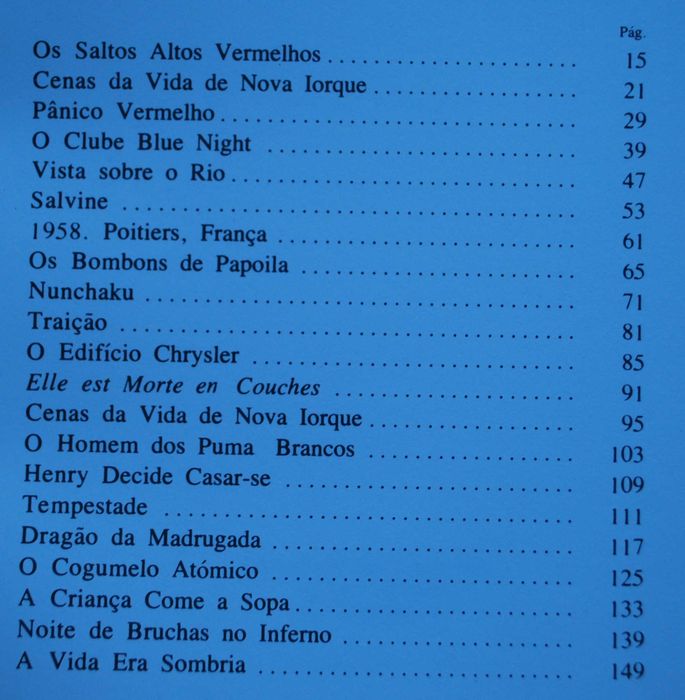 Pág.
Os Saltos Altos Vermelhos ........................ 15
Cenas da Vida de Nova Iorque .................... 21
Pânico Vermelho .................................. 29
O Clube Blue Night .............................. 39
Vista sobre o Rio ................................ 47
Salvine .......................................... 53
1958. Poitiers, França ............................ 61
Os Bombons de Papoila .......................... 65
Nunchaku ........................................ 71
Traição .......................................... 81
O Edifício Chrysler .............................. 85
Elle est Morte en Couches ...................... 91
Cenas da Vida de Nova Iorque .................... 95
O Homem dos Puma Brancos .................... 103
Henry Decide Casar-se ............................ 109
Tempestade ...................................... 111
Dragão da Madrugada ............................ 117
O Cogumelo Atómico ............................ 125
A Criança Come a Sopa .......................... 133
Noite de Bruchas no Inferno ...................... 139
A Vida Era Sombria .............................. 149